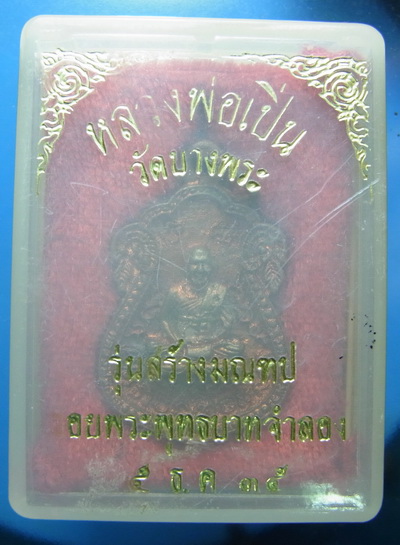 หลวงพ่อเปิ่น
วัดบางพระ
รุ่นสร้างมณฑป
รอยพระพุทธบาทจำลอง
๕ ธ ค ๓๕